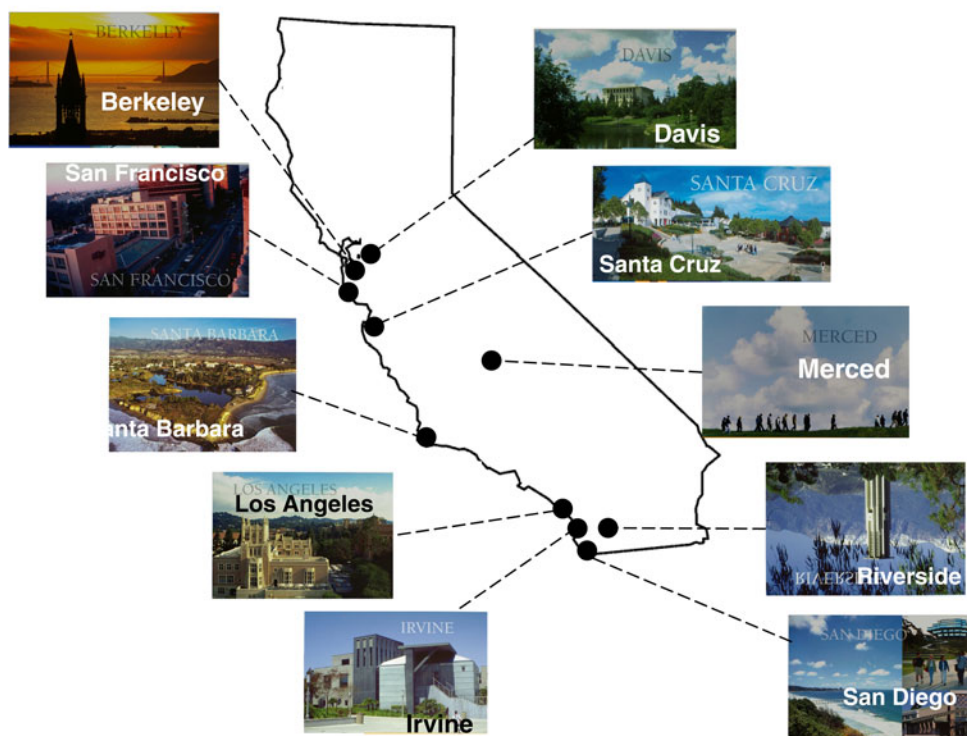 BERKELEY
Berkeley
DAVIS
Davis
San Francisco
SAN FRANCISCO
SANTA CRUZ
Santa Cruz
SANTA BARBARA
anta Barbara
MERCED
Merced
LOS ANGELES
Los Angeles
RIVERSIDE
Riverside
IRVINE
Irvine
SAN DIEGO
San Diego